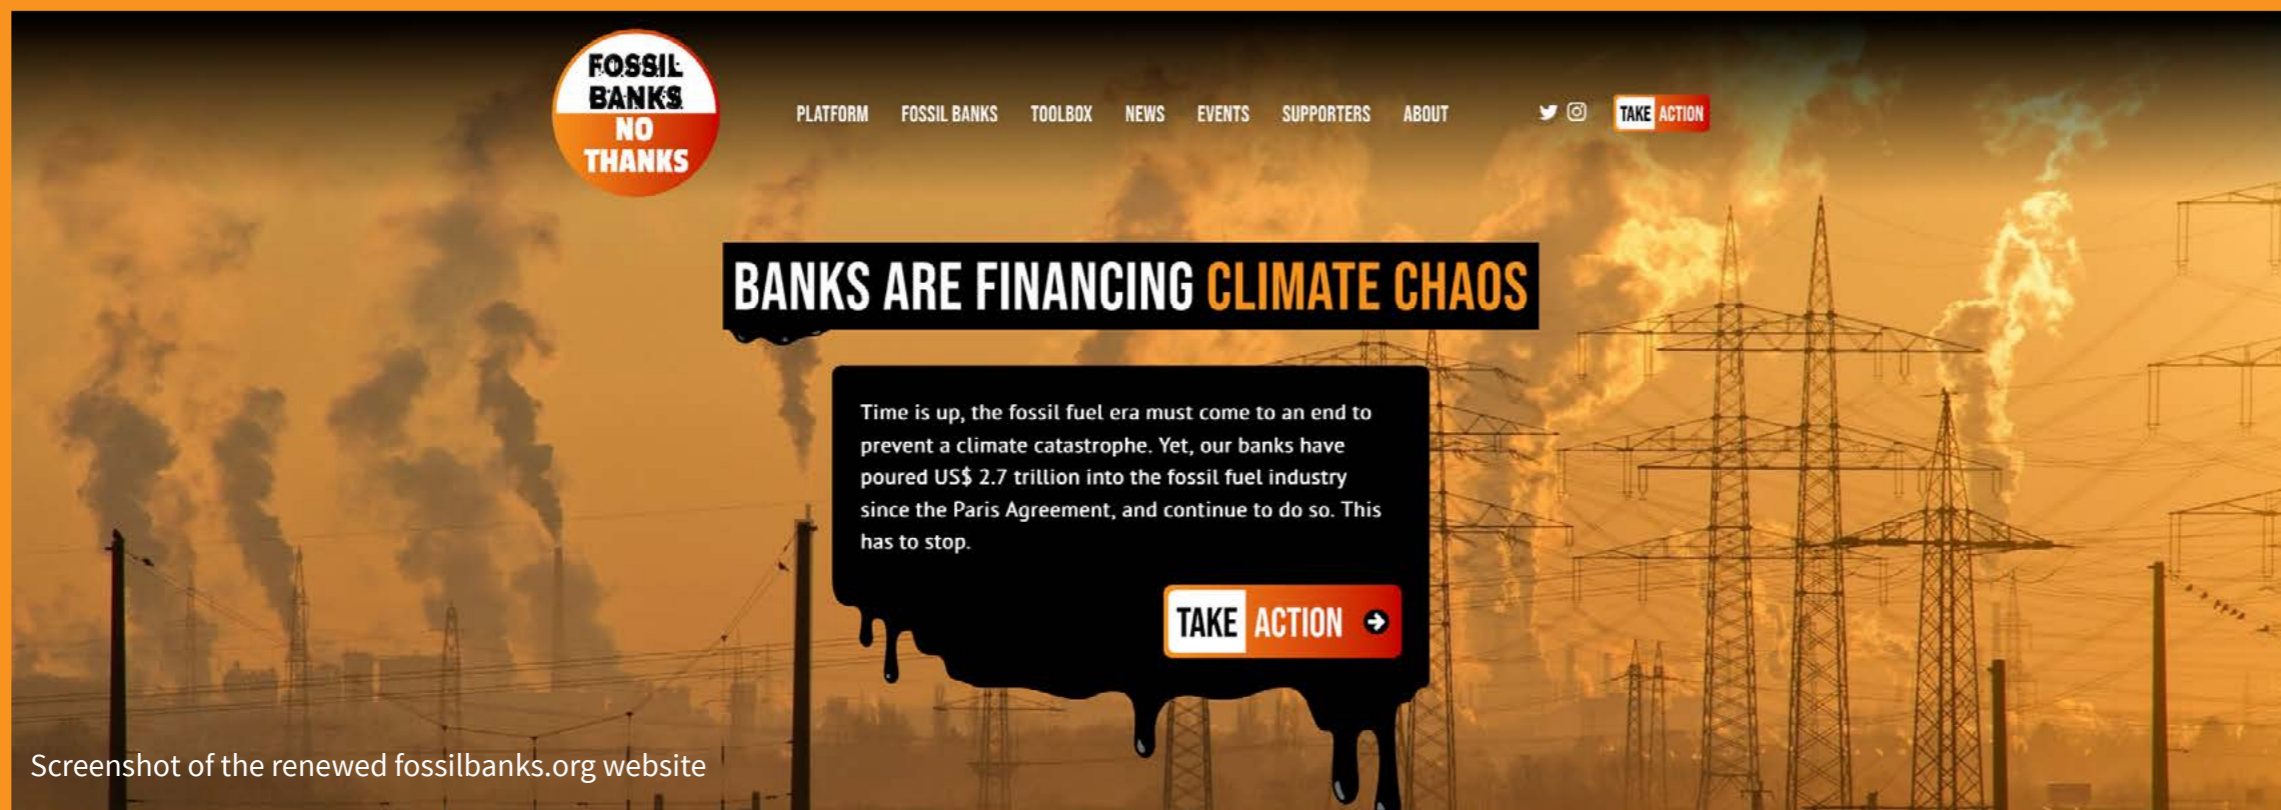 FOSSIL
BANKS
NO
THANKS
PLATFORM FOSSIL BANKS TOOLBOX NEWS EVENTS SUPPORTERS ABOUT TAKE ACTION
BANKS ARE FINANCING CLIMATE CHAOS
Time is up, the fossil fuel era must come to an end to
prevent a climate catastrophe. Yet, our banks have
poured US$ 2.7 trillion into the fossil fuel industry
since the Paris Agreement, and continue to do so. This
has to stop.
TAKE ACTION
Screenshot of the renewed fossilbanks.org website